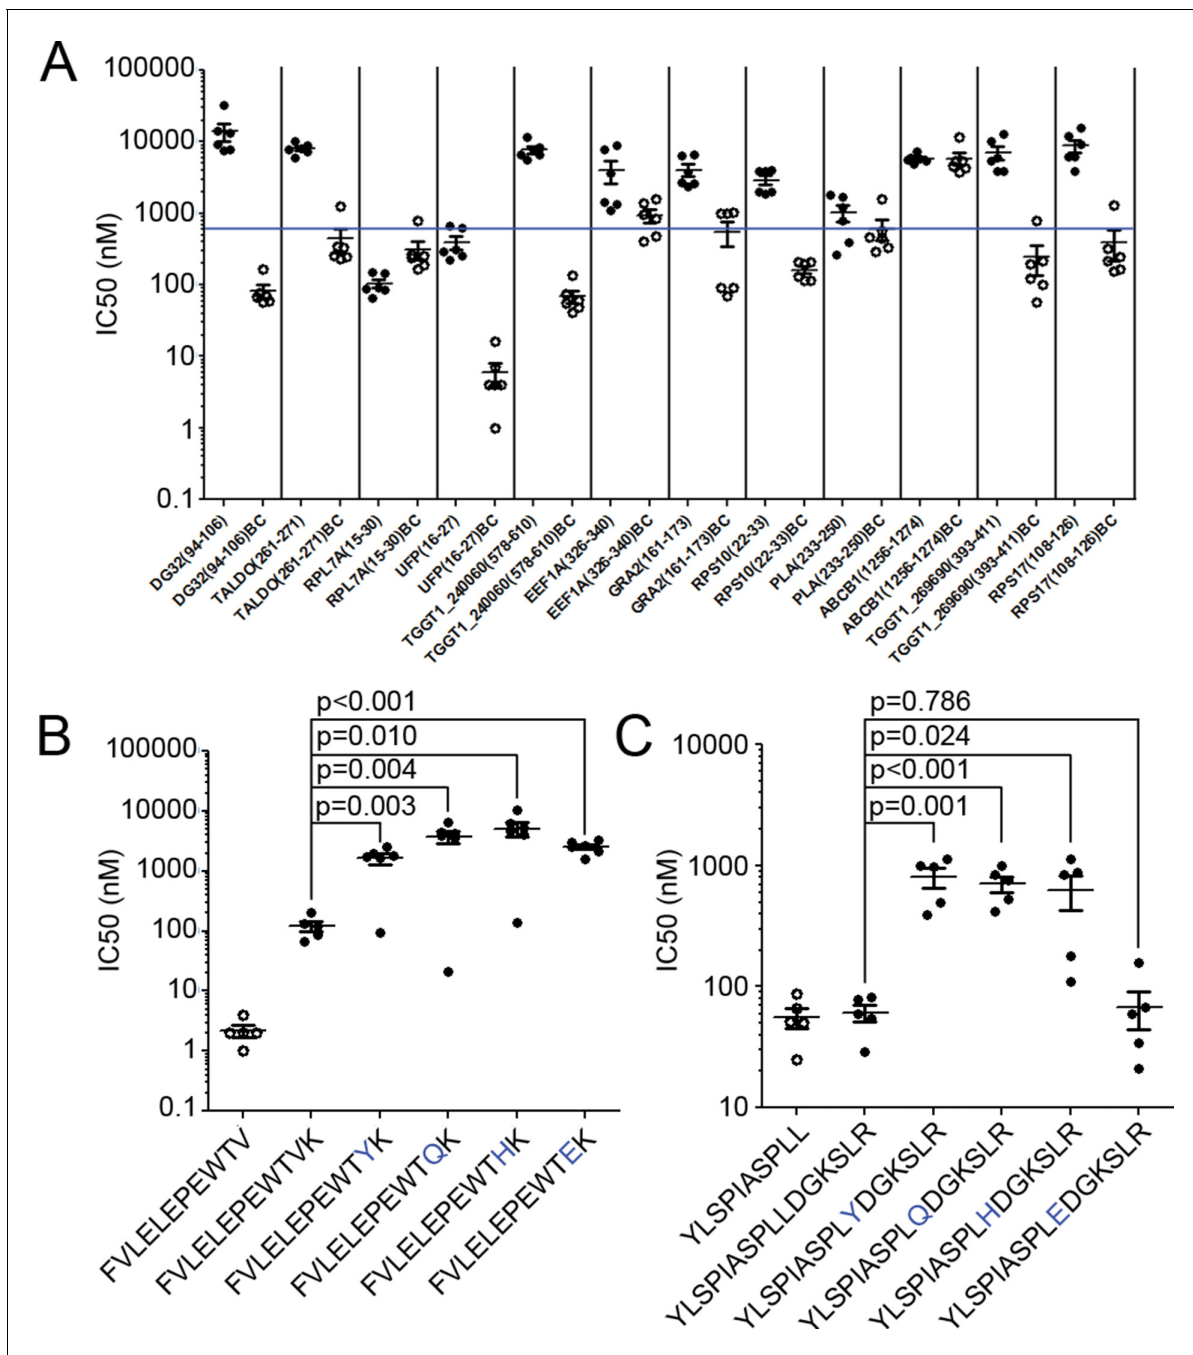 A
100000
10000
1000
100
10
1
0.1
IC50 (nM)
DG32(94-106)
DG32(94-106)BC
TALDO(261-271)
TALDO(261-271)BC
RPL7A(15-30)
RPL7A(15-30)BC
UFP(16-27)
UFP(16-27)BC
TGGT1_240060(578-610)
TGGT1_240060(578-610)BC
EEF1A(326-340)
EEF1A(326-340)BC
GRA2(161-173)
GRA2(161-173)BC
RPS10(22-33)
RPS10(22-33)BC
PLA(233-250)
PLA(233-250)BC
ABCB1(1256-1274)
ABCB1(1256-1274)BC
TGGT1_269690(393-411)
TGGT1_269690(393-411)BC
RPS17(108-126)
RPS17(108-126)BC
B
p<0.001
p=0.010
p=0.004
p=0.003
100000
10000
1000
100
10
1
0.1
IC50 (nM)
FVLELEPEWTV
FVLELEPEWTVK
FVLELEPEWTYK
FVLELEPEWTQK
FVLELEPEWTHK
FVLELEPEWTEK
C
p=0.786
p=0.024
p<0.001
p=0.001
10000
1000
100
10
IC50 (nM)
YLSPIASPLL
YLSPIASPLLDGKSLR
YLSPIASPLYDGKSLR
YLSPIASPLQDGKSLR
YLSPIASPLHDGKSLR
YLSPIASPLEDGKSLR